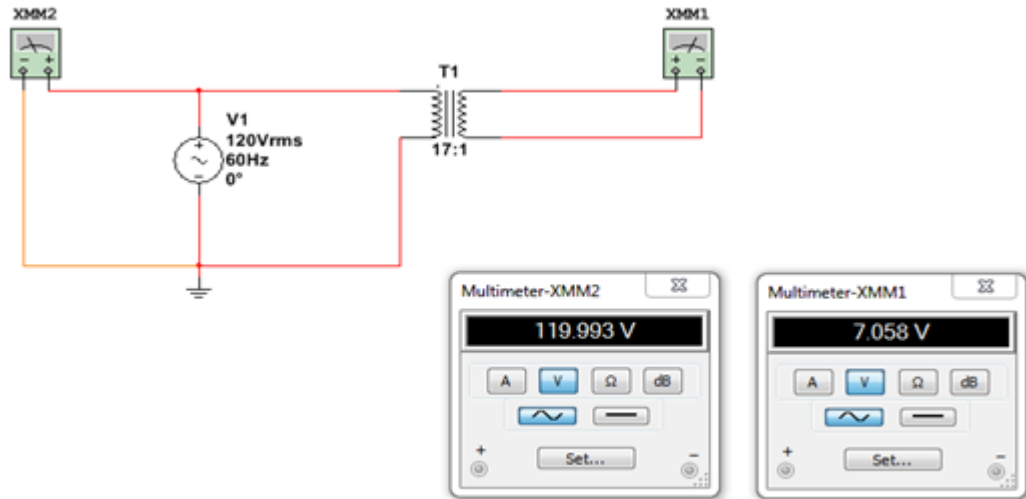 XMM2
XMM1
T1
V1
120Vrms
60Hz
0°
17:1
Multimeter-XMM2
119.993 V
A V Ω dB
+ −
Set...
Multimeter-XMM1
7.058 V
A V Ω dB
+ −
Set...